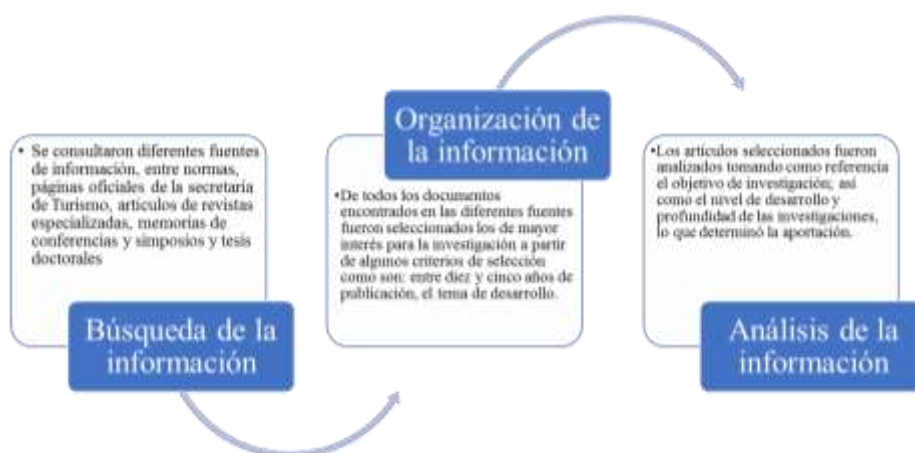 • Se consultaron diferentes fuentes
de información, entre normas,
páginas oficiales de la secretaría
de Turismo, artículos de revistas
especializadas, memorias de
conferencias y simposios y tesis
doctorales
Búsqueda de la
información
Organización de
la información
•De todos los documentos
encontrados en las diferentes fuentes
fueron seleccionados los de mayor
interés para la investigación a partir
de algunos criterios de selección
como son: entre diez y cinco años de
publicación, el tema de desarrollo.
•Los artículos seleccionados fueron
analizados tomando como referencia
el objetivo de investigación; así
como el nivel de desarrollo y
profundidad de las investigaciones,
lo que determinó la aportación.
Análisis de la
información